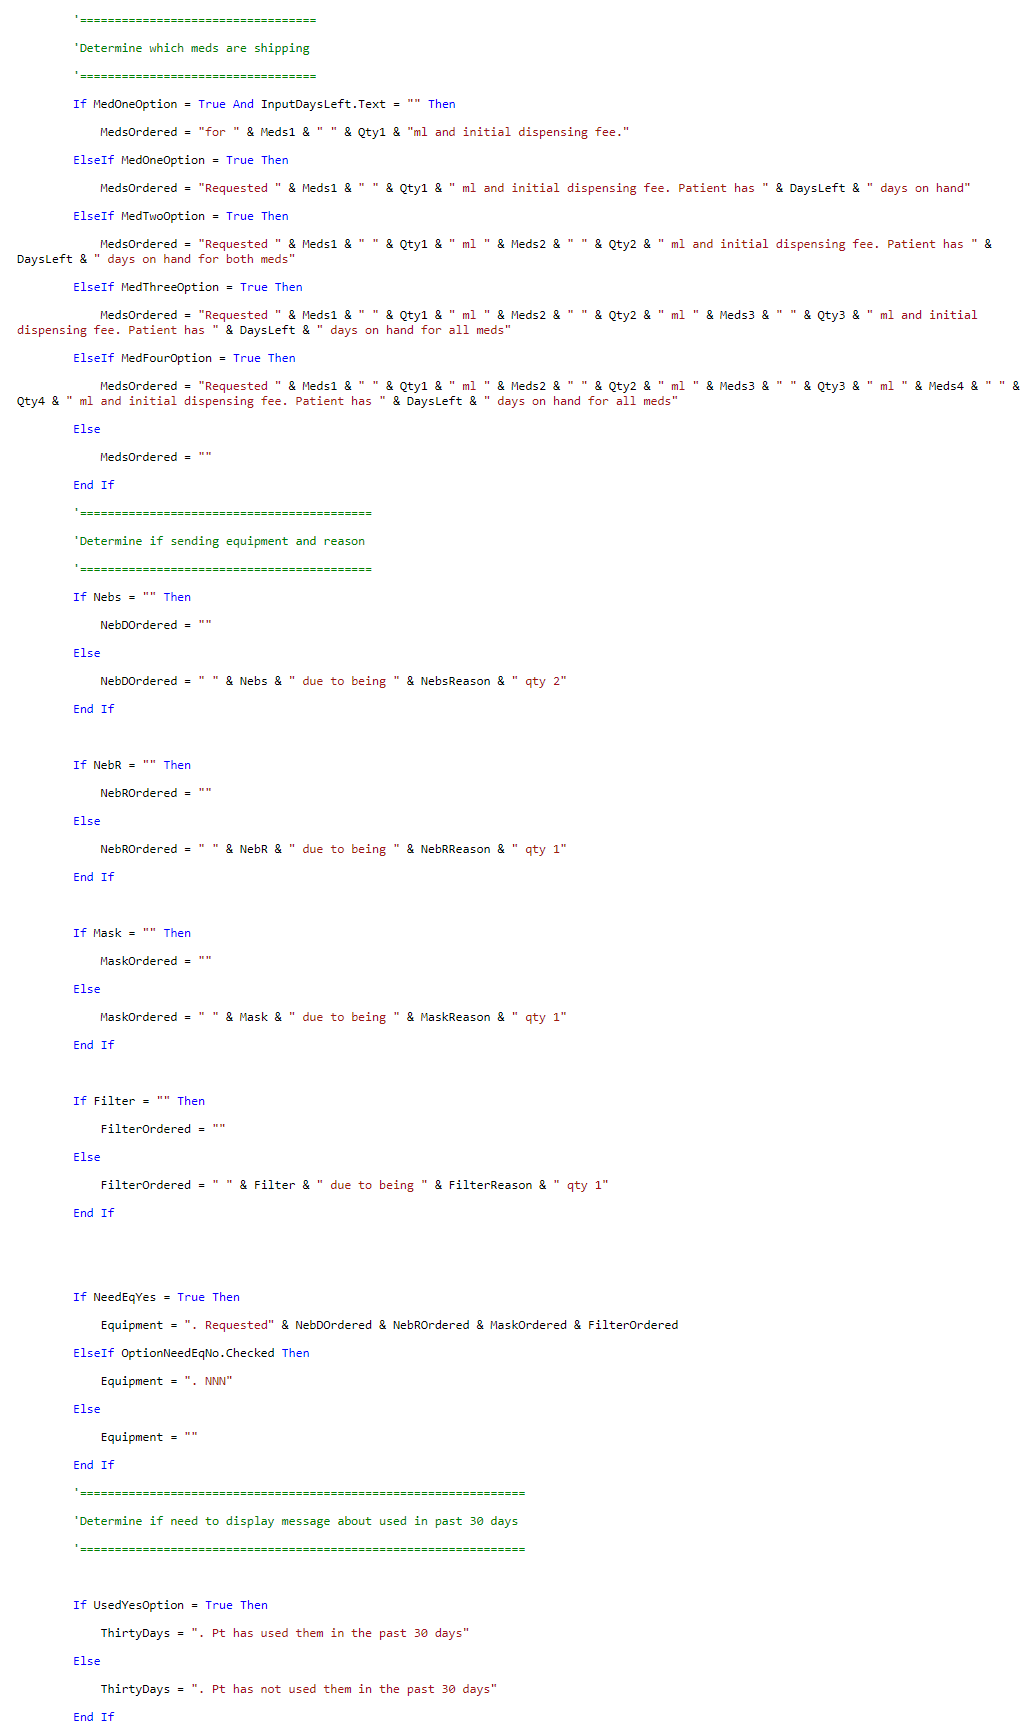 '==================================
'Determine which meds are shipping
'==================================
If MedOneOption = True And InputDaysLeft.Text = "" Then
MedsOrdered = "for " & Meds1 & " " & Qty1 & "ml and initial dispensing fee."
ElseIf MedOneOption = True Then
MedsOrdered = "Requested " & Meds1 & " " & Qty1 & " ml and initial dispensing fee. Patient has " & DaysLeft & " days on hand"
ElseIf MedTwoOption = True Then
MedsOrdered = "Requested " & Meds1 & " " & Qty1 & " ml " & Meds2 & " " & Qty2 & " ml and initial dispensing fee. Patient has " &
DaysLeft & " days on hand for both meds"
ElseIf MedThreeOption = True Then
MedsOrdered = "Requested " & Meds1 & " " & Qty1 & " ml " & Meds2 & " " & Qty2 & " ml " & Meds3 & " " & Qty3 & " ml and initial
dispensing fee. Patient has " & DaysLeft & " days on hand for all meds"
ElseIf MedFourOption = True Then
MedsOrdered = "Requested " & Meds1 & " " & Qty1 & " ml " & Meds2 & " " & Qty2 & " ml " & Meds3 & " " & Qty3 & " ml " & Meds4 & " " &
Qty4 & " ml and initial dispensing fee. Patient has " & DaysLeft & " days on hand for all meds"
Else
MedsOrdered = ""
End If
'==========================================
'Determine if sending equipment and reason
'==========================================
If Nebs = "" Then
NebDOrdered = ""
Else
NebDOrdered = " " & Nebs & " due to being " & NebsReason & " qty 2"
End If
If NebR = "" Then
NebROrdered = ""
Else
NebROrdered = " " & NebR & " due to being " & NebRReason & " qty 1"
End If
If Mask = "" Then
MaskOrdered = ""
Else
MaskOrdered = " " & Mask & " due to being " & MaskReason & " qty 1"
End If
If Filter = "" Then
FilterOrdered = ""
Else
FilterOrdered = " " & Filter & " due to being " & FilterReason & " qty 1"
End If
If NeedEqYes = True Then
Equipment = ". Requested" & NebDOrdered & NebROrdered & MaskOrdered & FilterOrdered
ElseIf OptionNeedEqNo.Checked Then
Equipment = ". NNN"
Else
Equipment = ""
End If
'================================================================
'Determine if need to display message about used in past 30 days
'================================================================
If UsedYesOption = True Then
ThirtyDays = ". Pt has used them in the past 30 days"
Else
ThirtyDays = ". Pt has not used them in the past 30 days"
End If